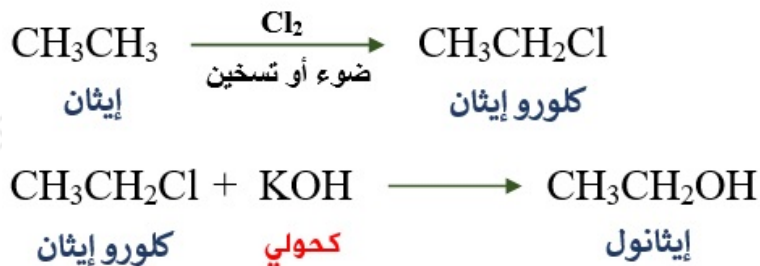 Cl₂
CH₃CH₃ CH₃CH₂Cl
ضوء أو تسخين
إيثان كلورو إيثان
CH₃CH₂Cl + KOH CH₃CH₂OH
كلورو إيثان كحولي إيثانول